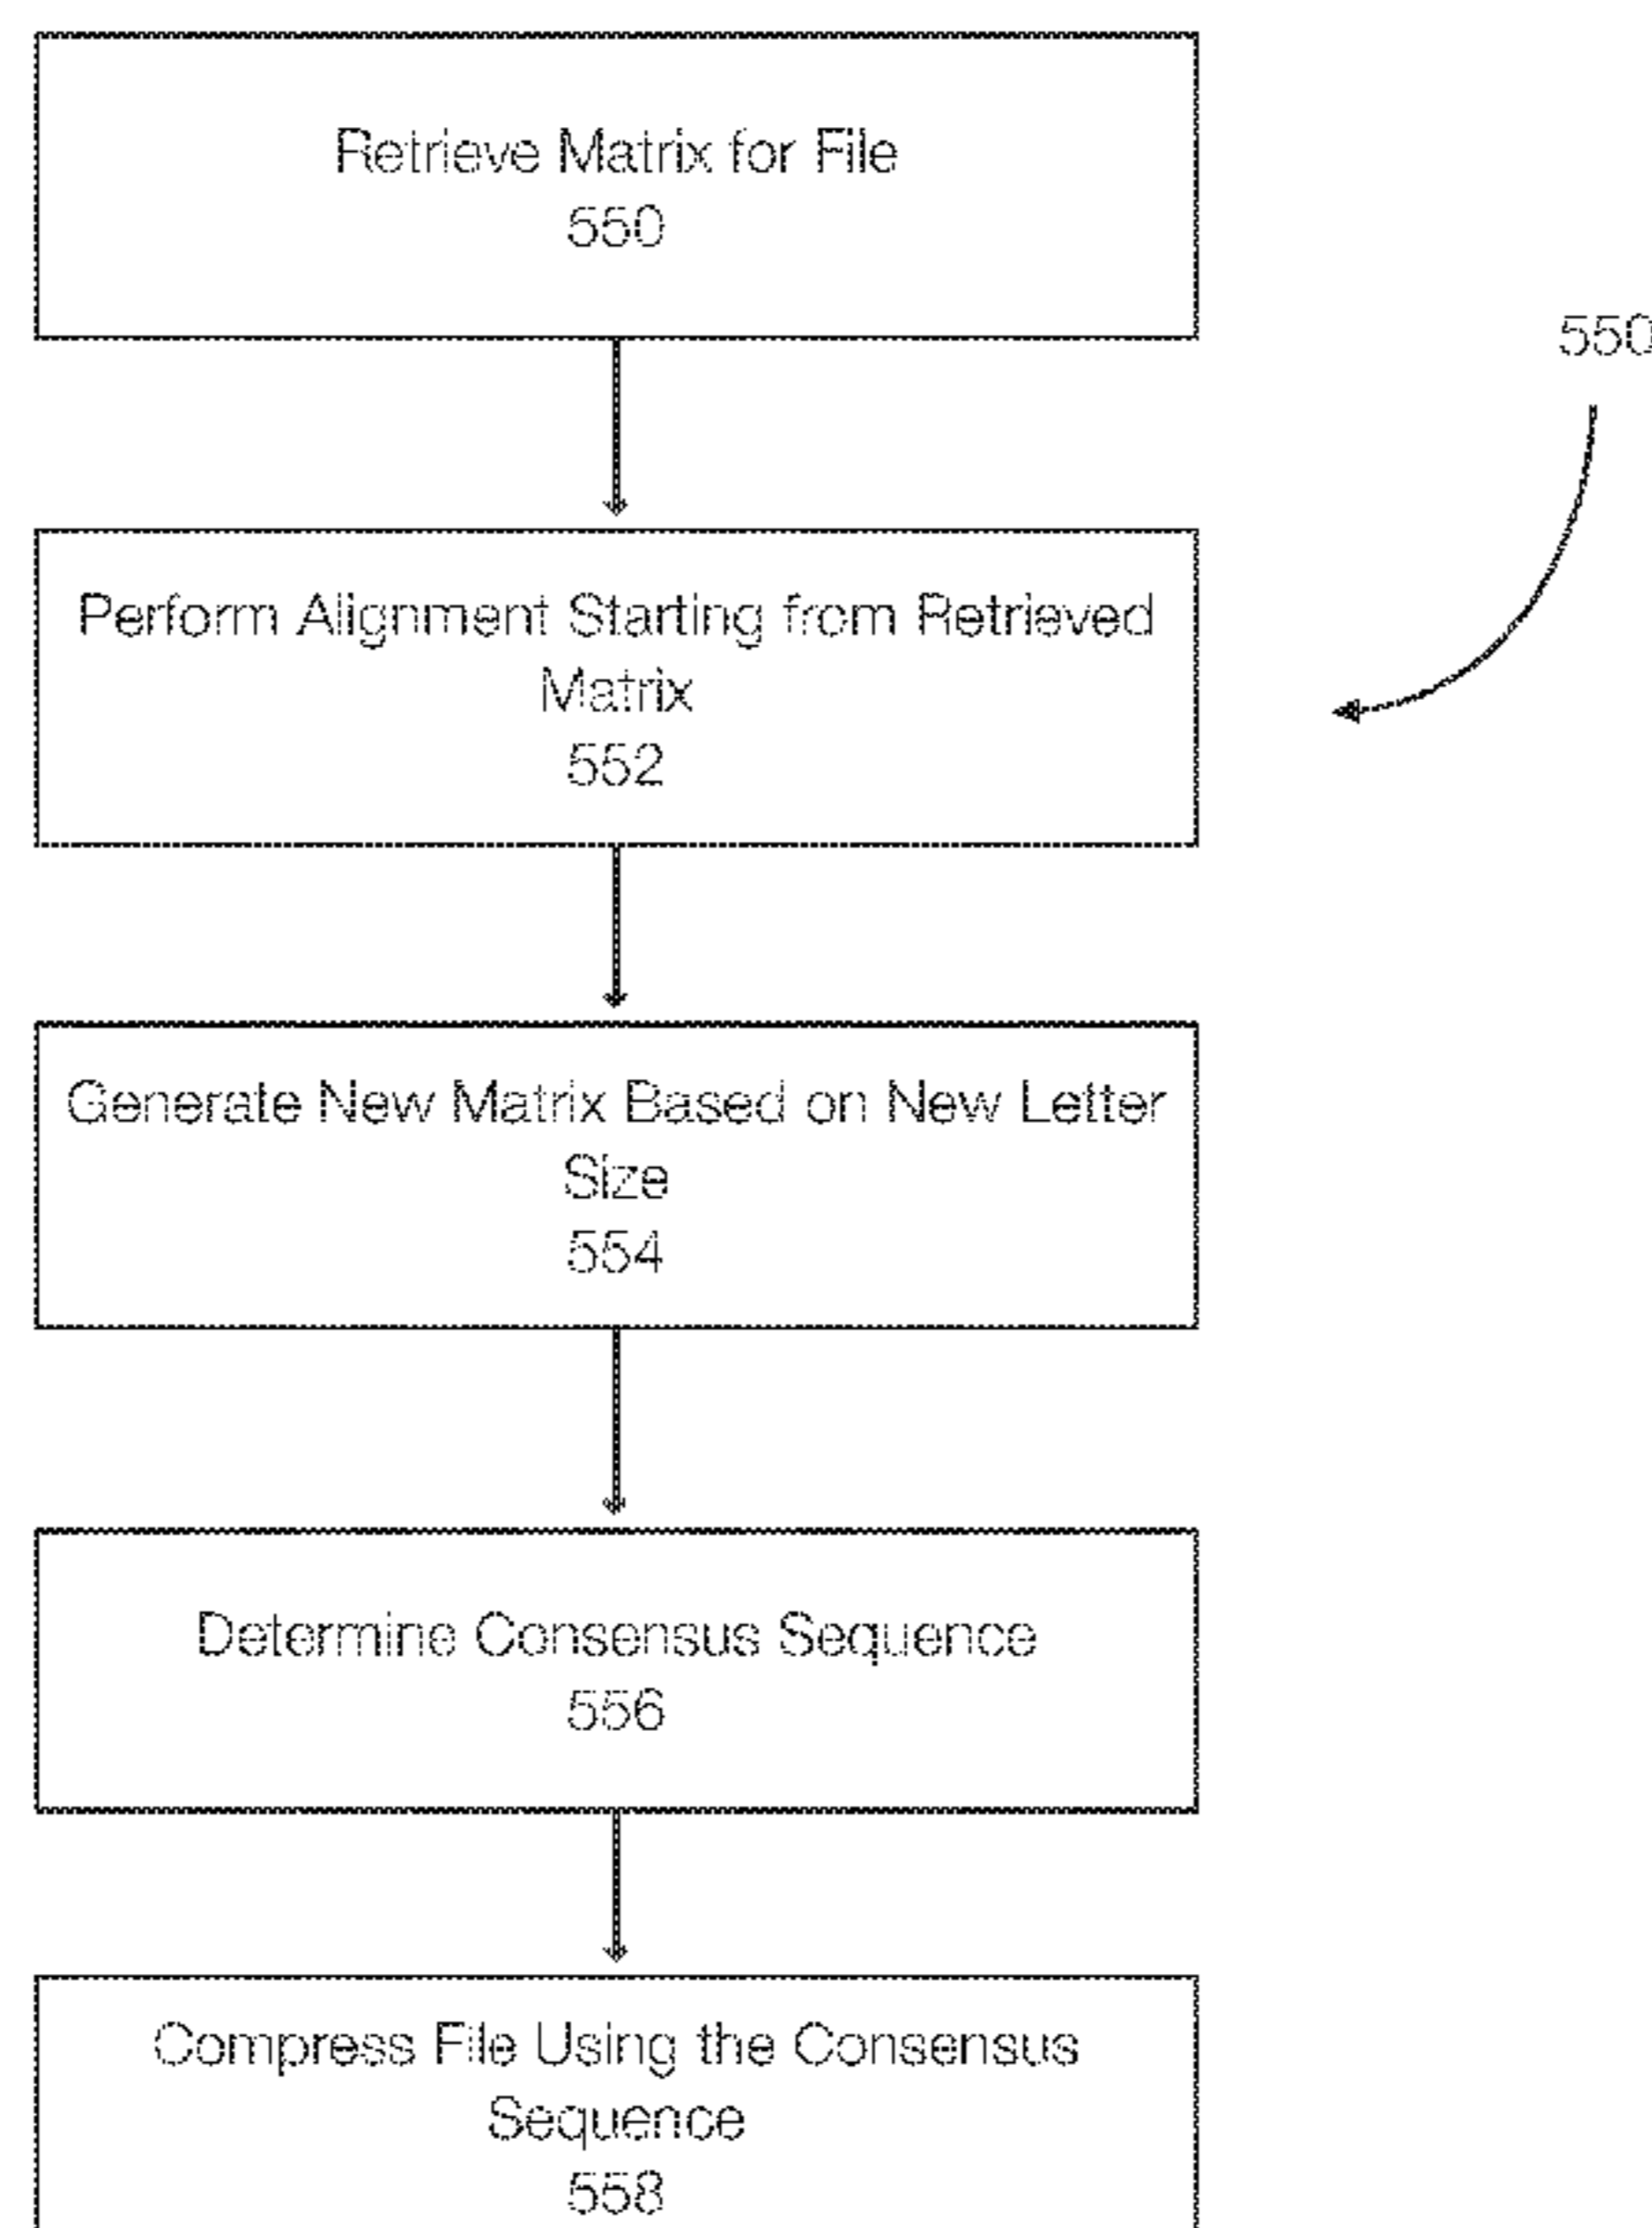 Retrieve Matrix for File
550
550
Perform Alignment Starting from Retrieved
Matrix
552
Generate New Matrix Based on New Letter
Size
554
Determine Consensus Sequence
556
Compress File Using the Consensus
Sequence
558